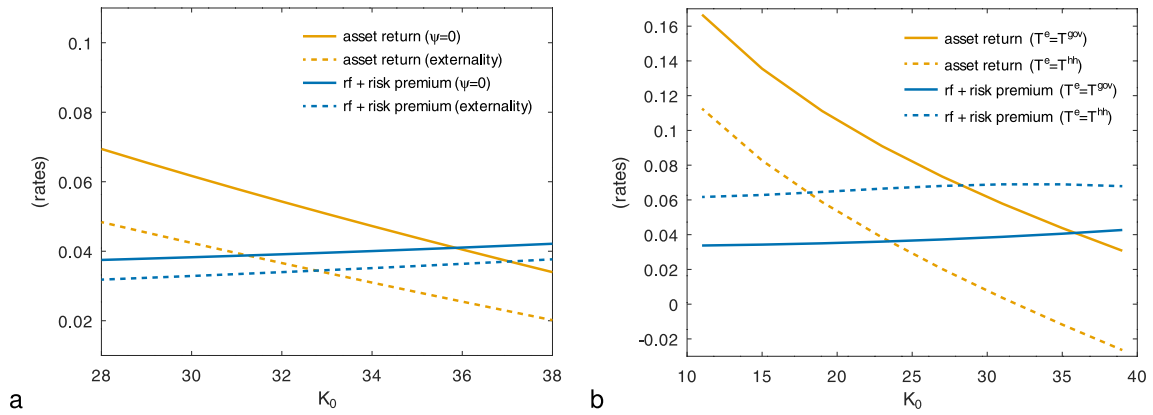 0.1
0.08
0.06
0.04
0.02
(rates)
28
30
32
34
36
38
K₀
asset return (ψ=0)
asset return (externality)
rf + risk premium (ψ=0)
rf + risk premium (externality)
a
0.16
0.14
0.12
0.1
0.08
0.06
0.04
0.02
0
-0.02
(rates)
10
15
20
25
30
35
40
K₀
asset return (Tᵉ=Tᵍᵒᵛ)
asset return (Tᵉ=Tʰʰ)
rf + risk premium (Tᵉ=Tᵍᵒᵛ)
rf + risk premium (Tᵉ=Tʰʰ)
b